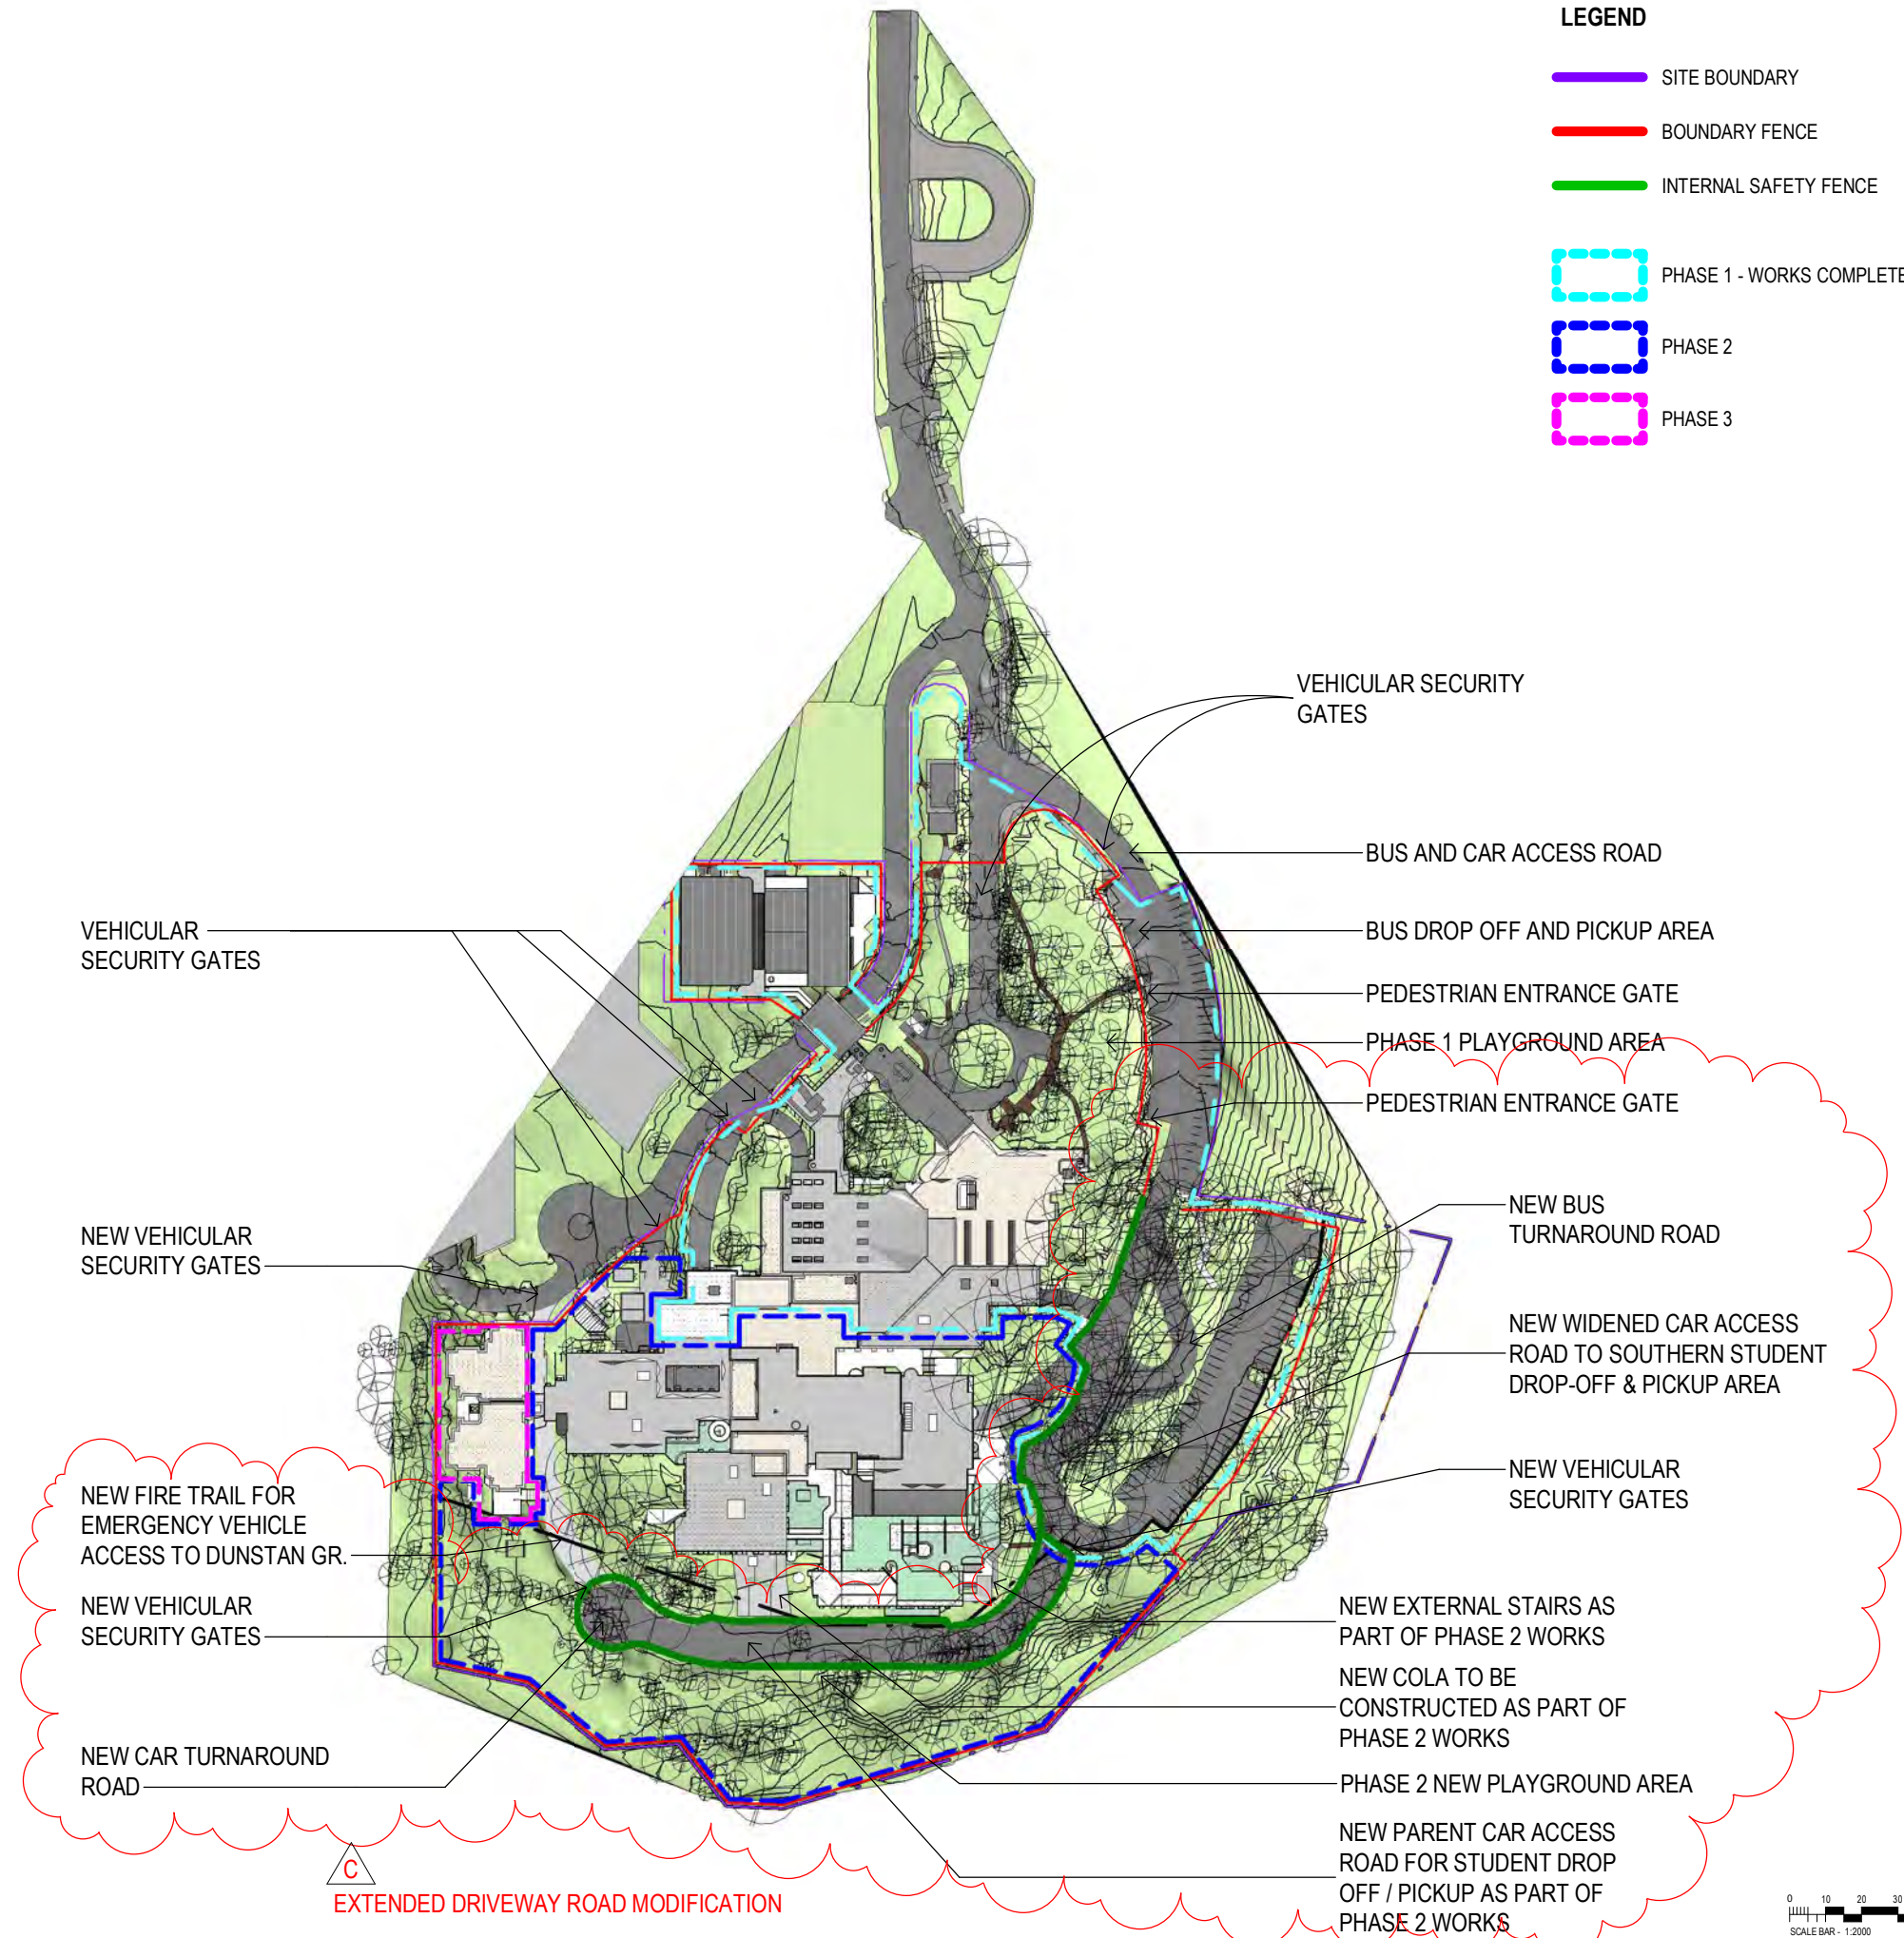 LEGEND
SITE BOUNDARY
BOUNDARY FENCE
INTERNAL SAFETY FENCE
PHASE 1 - WORKS COMPLETE
PHASE 2
PHASE 3
VEHICULAR SECURITY
GATES
BUS AND CAR ACCESS ROAD
BUS DROP OFF AND PICKUP AREA
PEDESTRIAN ENTRANCE GATE
PHASE 1 PLAYGROUND AREA
PEDESTRIAN ENTRANCE GATE
NEW BUS
TURNAROUND ROAD
NEW WIDENED CAR ACCESS
ROAD TO SOUTHERN STUDENT
DROP-OFF & PICKUP AREA
NEW VEHICULAR
SECURITY GATES
NEW EXTERNAL STAIRS AS
PART OF PHASE 2 WORKS
NEW COLA TO BE
CONSTRUCTED AS PART OF
PHASE 2 WORKS
PHASE 2 NEW PLAYGROUND AREA
NEW PARENT CAR ACCESS
ROAD FOR STUDENT DROP
OFF / PICKUP AS PART OF
PHASE 2 WORKS
VEHICULAR
SECURITY GATES
NEW VEHICULAR
SECURITY GATES
NEW FIRE TRAIL FOR
EMERGENCY VEHICLE
ACCESS TO DUNSTAN GR.
NEW VEHICULAR
SECURITY GATES
NEW CAR TURNAROUND
ROAD
C
EXTENDED DRIVEWAY ROAD MODIFICATION
0 10 20 30
SCALE BAR - 1:2000